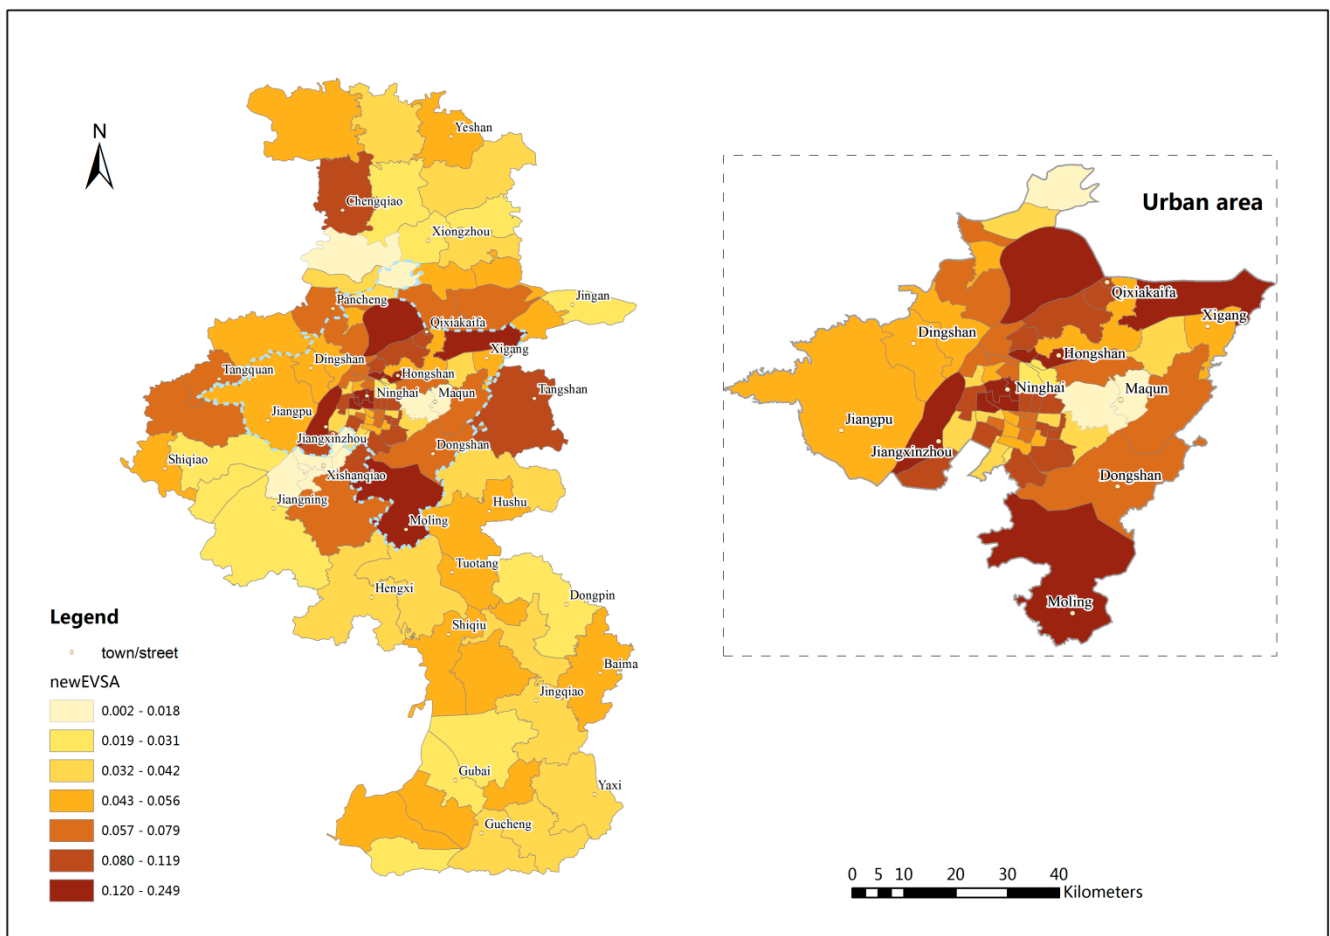 N
Yeshan
Chengqiao
Xiongzhou
Jingan
Pancheng
Qixiakaifa
Xigang
Dingshan
Tangquan
Hongshan
Tangshan
Ninghai
Maqun
Jiangpu
Jiangxinzhou
Dongshan
Shiqiao
Xishanqiao
Jiangning
Hushu
Moling
Tuotang
Hengxi
Dongpin
Shiqiu
Baima
Jingqiao
Gubai
Yaxi
Gucheng
Legend
town/street
newEVSA
0.002 - 0.018
0.019 - 0.031
0.032 - 0.042
0.043 - 0.056
0.057 - 0.079
0.080 - 0.119
0.120 - 0.249
Urban area
Qixiakaifa
Xigang
Dingshan
Hongshan
Ninghai
Maqun
Jiangpu
Jiangxinzhou
Dongshan
Moling
0 5 10 20 30 40
Kilometers